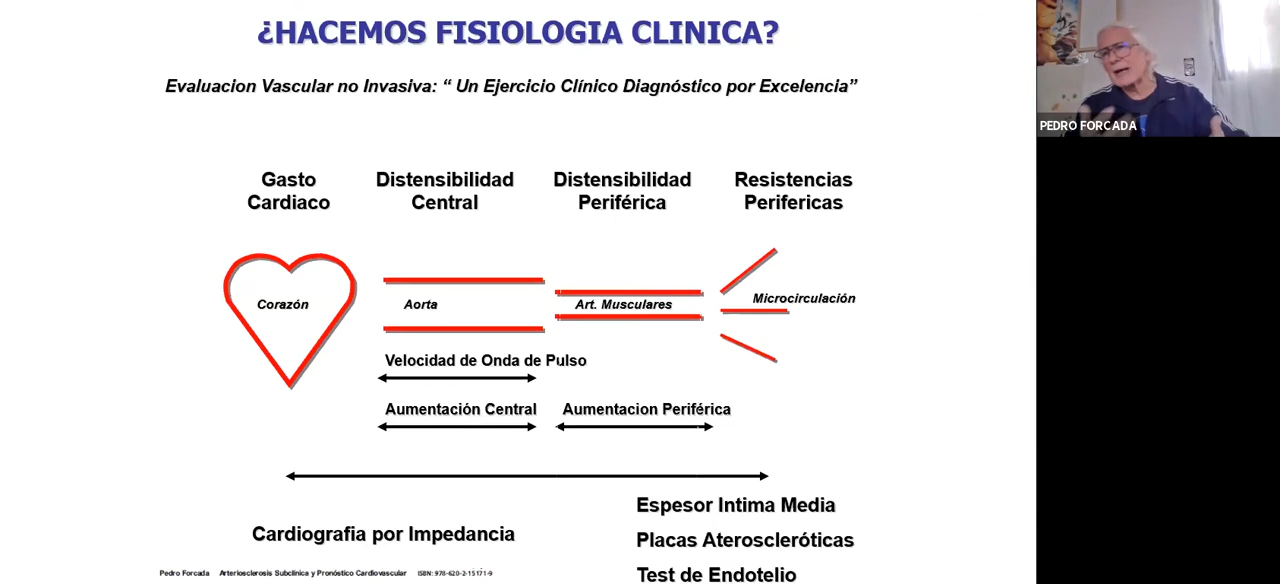 ¿HACEMOS FISIOLOGIA CLINICA?
Evaluacion Vascular no Invasiva: “ Un Ejercicio Clínico Diagnóstico por Excelencia”
PEDRO FORCADA
Gasto
Cardiaco
Distensibilidad
Central
Distensibilidad
Periférica
Resistencias
Perifericas
Corazón
Aorta
Art. Musculares
Microcirculación
Velocidad de Onda de Pulso
Aumentación Central
Aumentacion Periférica
Cardiografia por Impedancia
Espesor Intima Media
Placas Ateroscleróticas
Test de Endotelio
Pedro Forcada Arteriosclerosis Subclinica y Pronóstico Cardiovascular ISBN: 978-620-2-15171-9